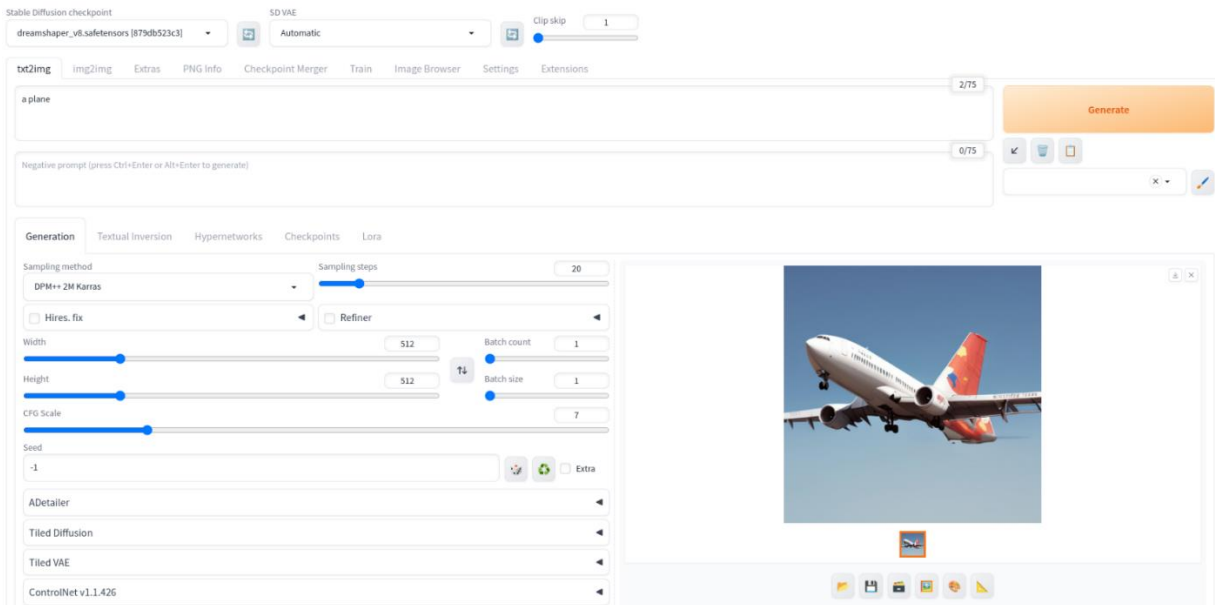 Stable Diffusion checkpoint
dreamshaper_v8.safetensors [879db523c3]
SD VAE
Automatic
Clip skip
1
txt2img
img2img
Extras
PNG Info
Checkpoint Merger
Train
Image Browser
Settings
Extensions
2/75
a plane
Generate
0/75
Negative prompt (press Ctrl+Enter or Alt+Enter to generate)
Generation
Textual Inversion
Hypernetworks
Checkpoints
Lora
Sampling method
DPM++ 2M Karras
Sampling steps
20
Hires. fix
Refiner
Width
512
Batch count
1
Height
512
Batch size
1
CFG Scale
7
Seed
-1
Extra
ADetailer
Tiled Diffusion
Tiled VAE
ControlNet v1.1.426